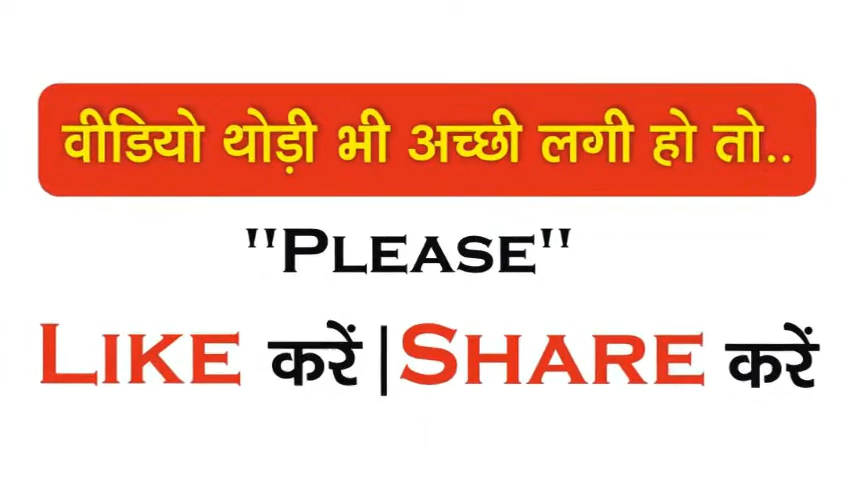 वीडियो थोड़ी भी अच्छी लगी हो तो..
"PLEASE"
LIKE करें|SHARE करें